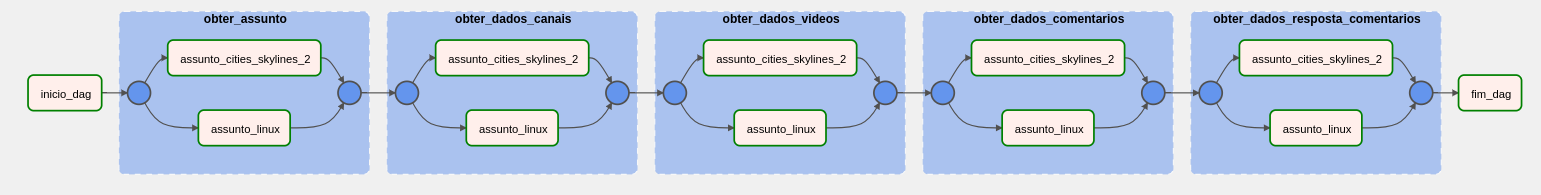 inicio_dag
obter_assunto
assunto_cities_skylines_2
assunto_linux
obter_dados_canais
assunto_cities_skylines_2
assunto_linux
obter_dados_videos
assunto_cities_skylines_2
assunto_linux
obter_dados_comentarios
assunto_cities_skylines_2
assunto_linux
obter_dados_resposta_comentarios
assunto_cities_skylines_2
assunto_linux
fim_dag